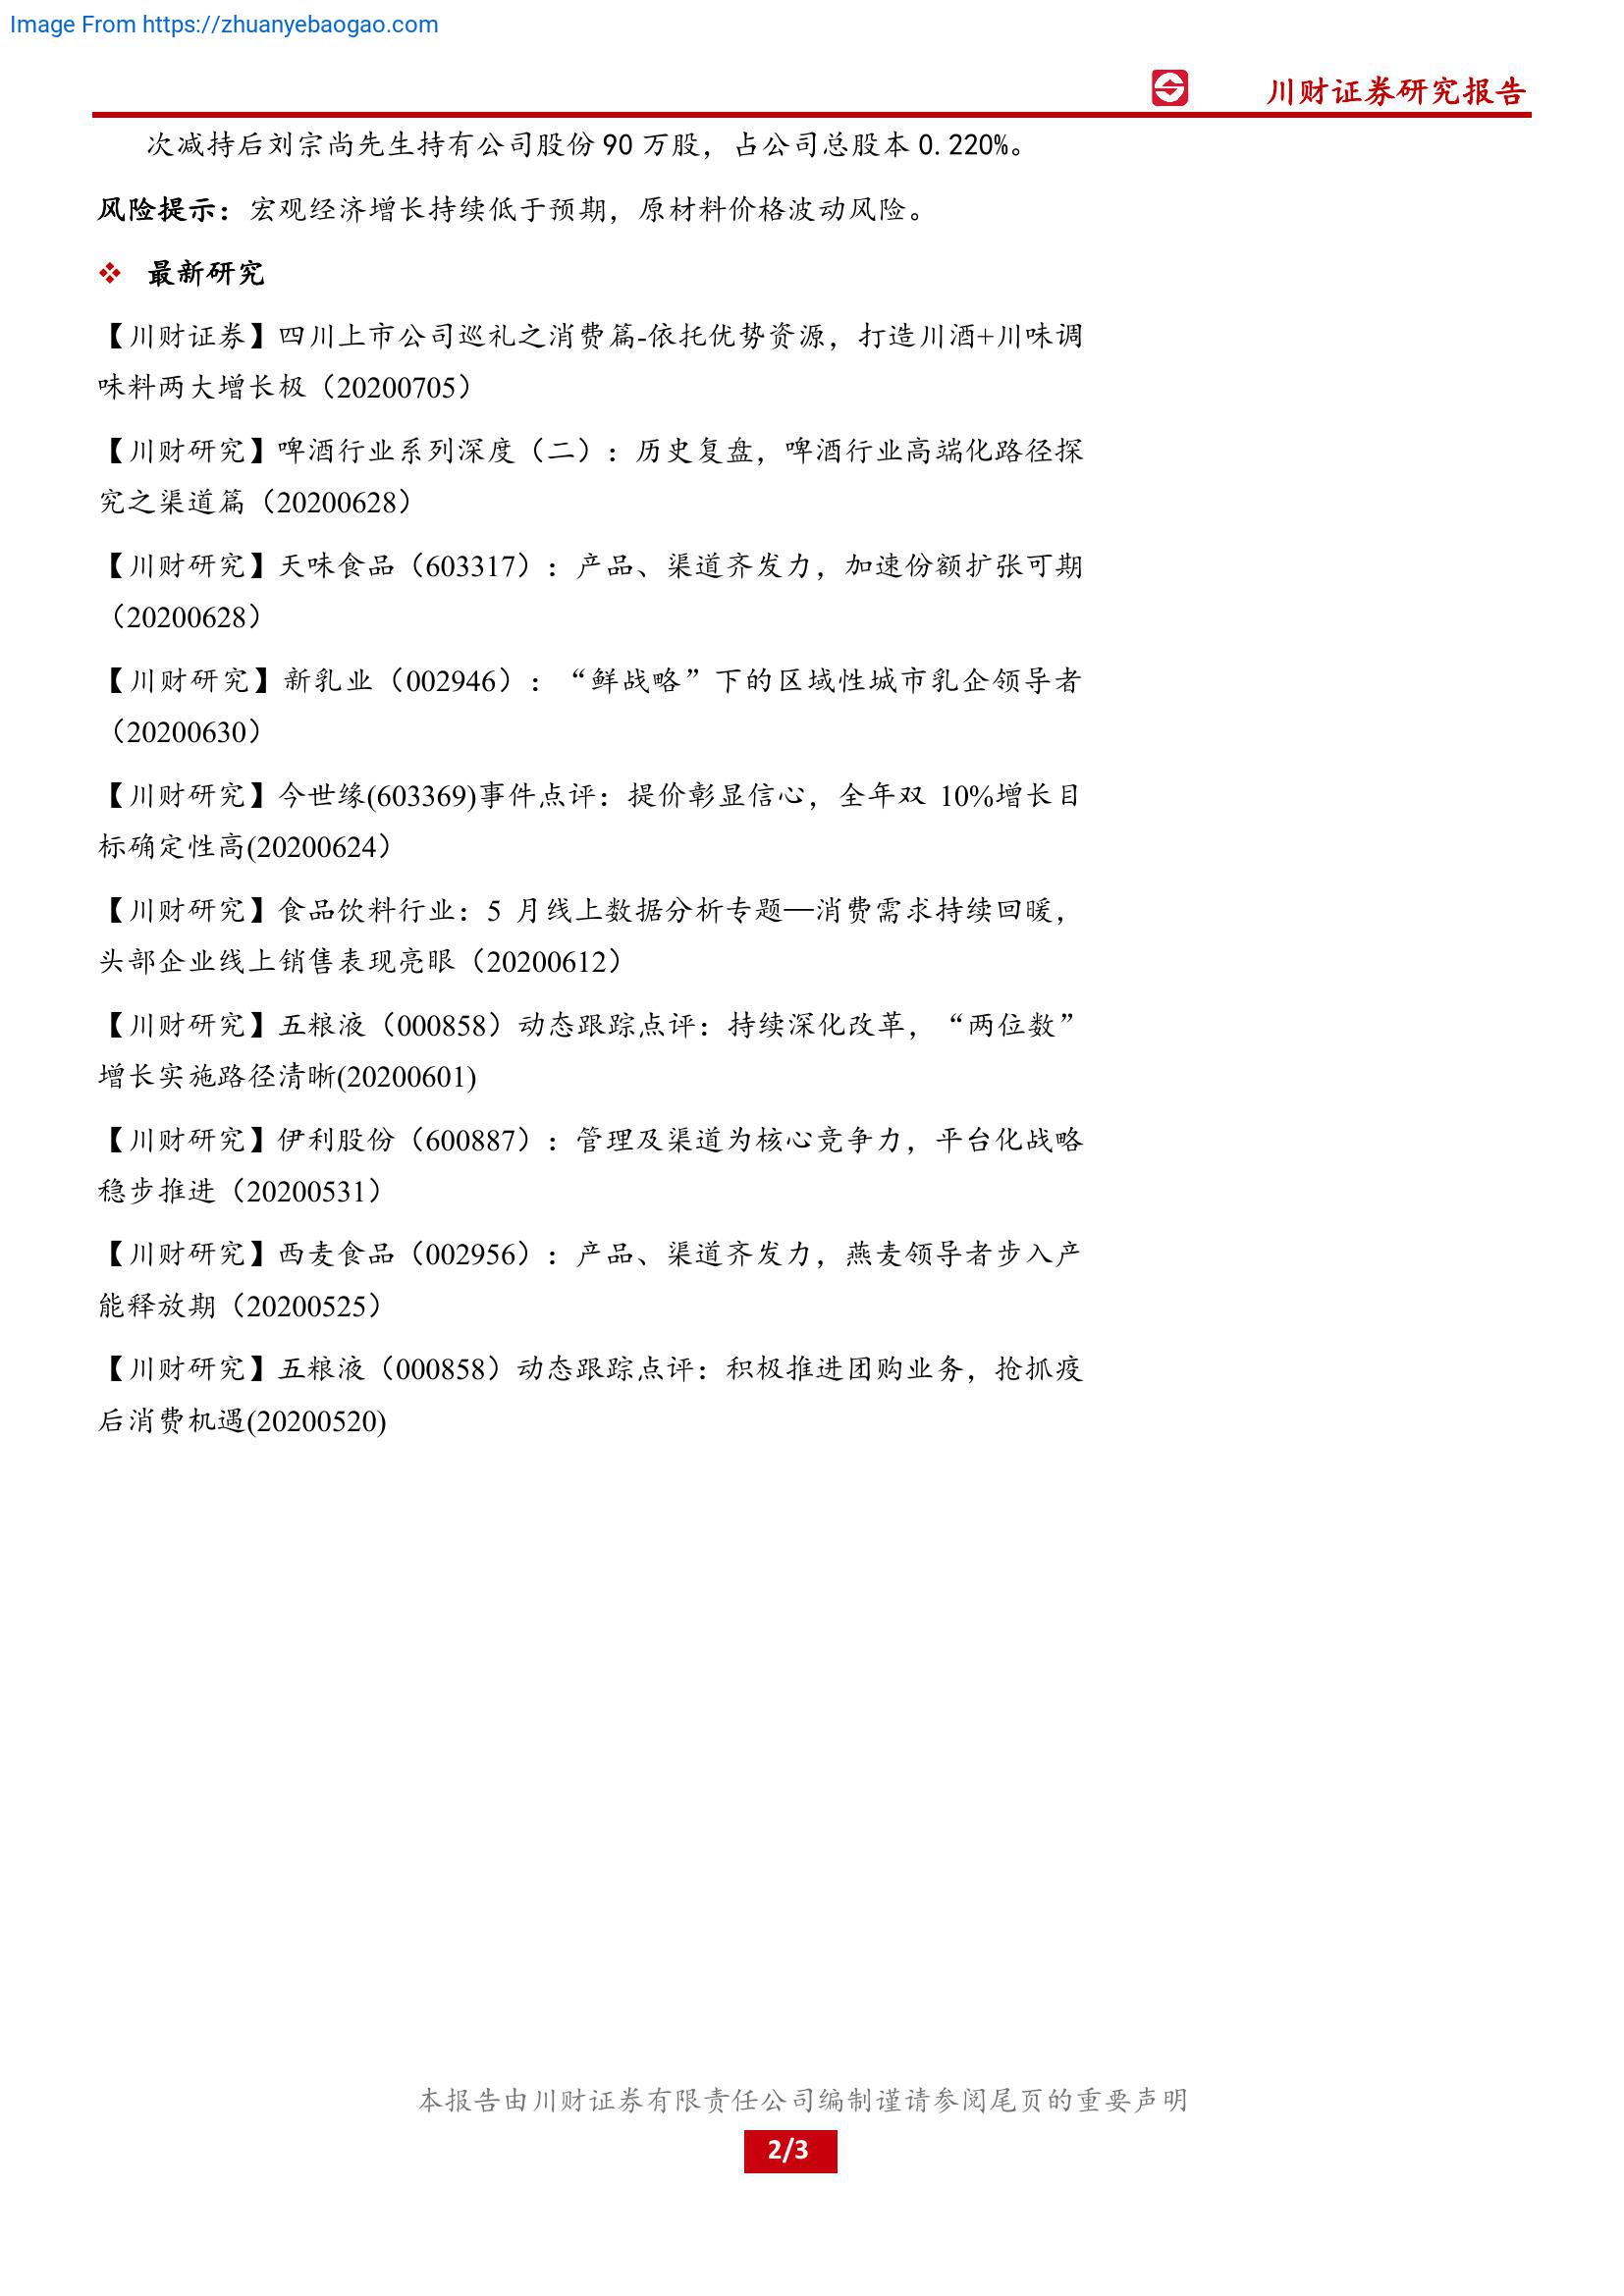 Image From https://zhuanyebaogao.com
川财证券研究报告
次减持后刘宗尚先生持有公司股份 90 万股，占公司总股本 0.220%。
风险提示：宏观经济增长持续低于预期，原材料价格波动风险。
❖ 最新研究
【川财证券】四川上市公司巡礼之消费篇-依托优势资源，打造川酒+川味调
味料两大增长极（20200705）
【川财研究】啤酒行业系列深度（二）：历史复盘，啤酒行业高端化路径探
究之渠道篇（20200628）
【川财研究】天味食品（603317）：产品、渠道齐发力，加速份额扩张可期
（20200628）
【川财研究】新乳业（002946）：“鲜战略”下的区域性城市乳企领导者
（20200630）
【川财研究】今世缘(603369)事件点评：提价彰显信心，全年双 10%增长目
标确定性高(20200624）
【川财研究】食品饮料行业：5 月线上数据分析专题—消费需求持续回暖，
头部企业线上销售表现亮眼（20200612）
【川财研究】五粮液（000858）动态跟踪点评：持续深化改革，“两位数”
增长实施路径清晰(20200601)
【川财研究】伊利股份（600887）：管理及渠道为核心竞争力，平台化战略
稳步推进（20200531）
【川财研究】西麦食品（002956）：产品、渠道齐发力，燕麦领导者步入产
能释放期（20200525）
【川财研究】五粮液（000858）动态跟踪点评：积极推进团购业务，抢抓疫
后消费机遇(20200520)
本报告由川财证券有限责任公司编制谨请参阅尾页的重要声明
2/3